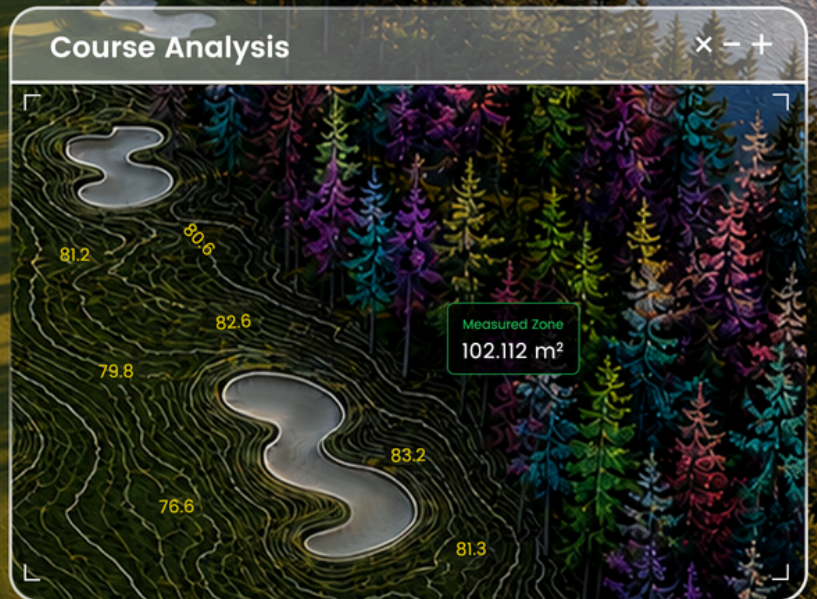 Course Analysis
80.6
81.2
82.6
Measured Zone
102.112 m²
79.8
83.2
76.6
81.3